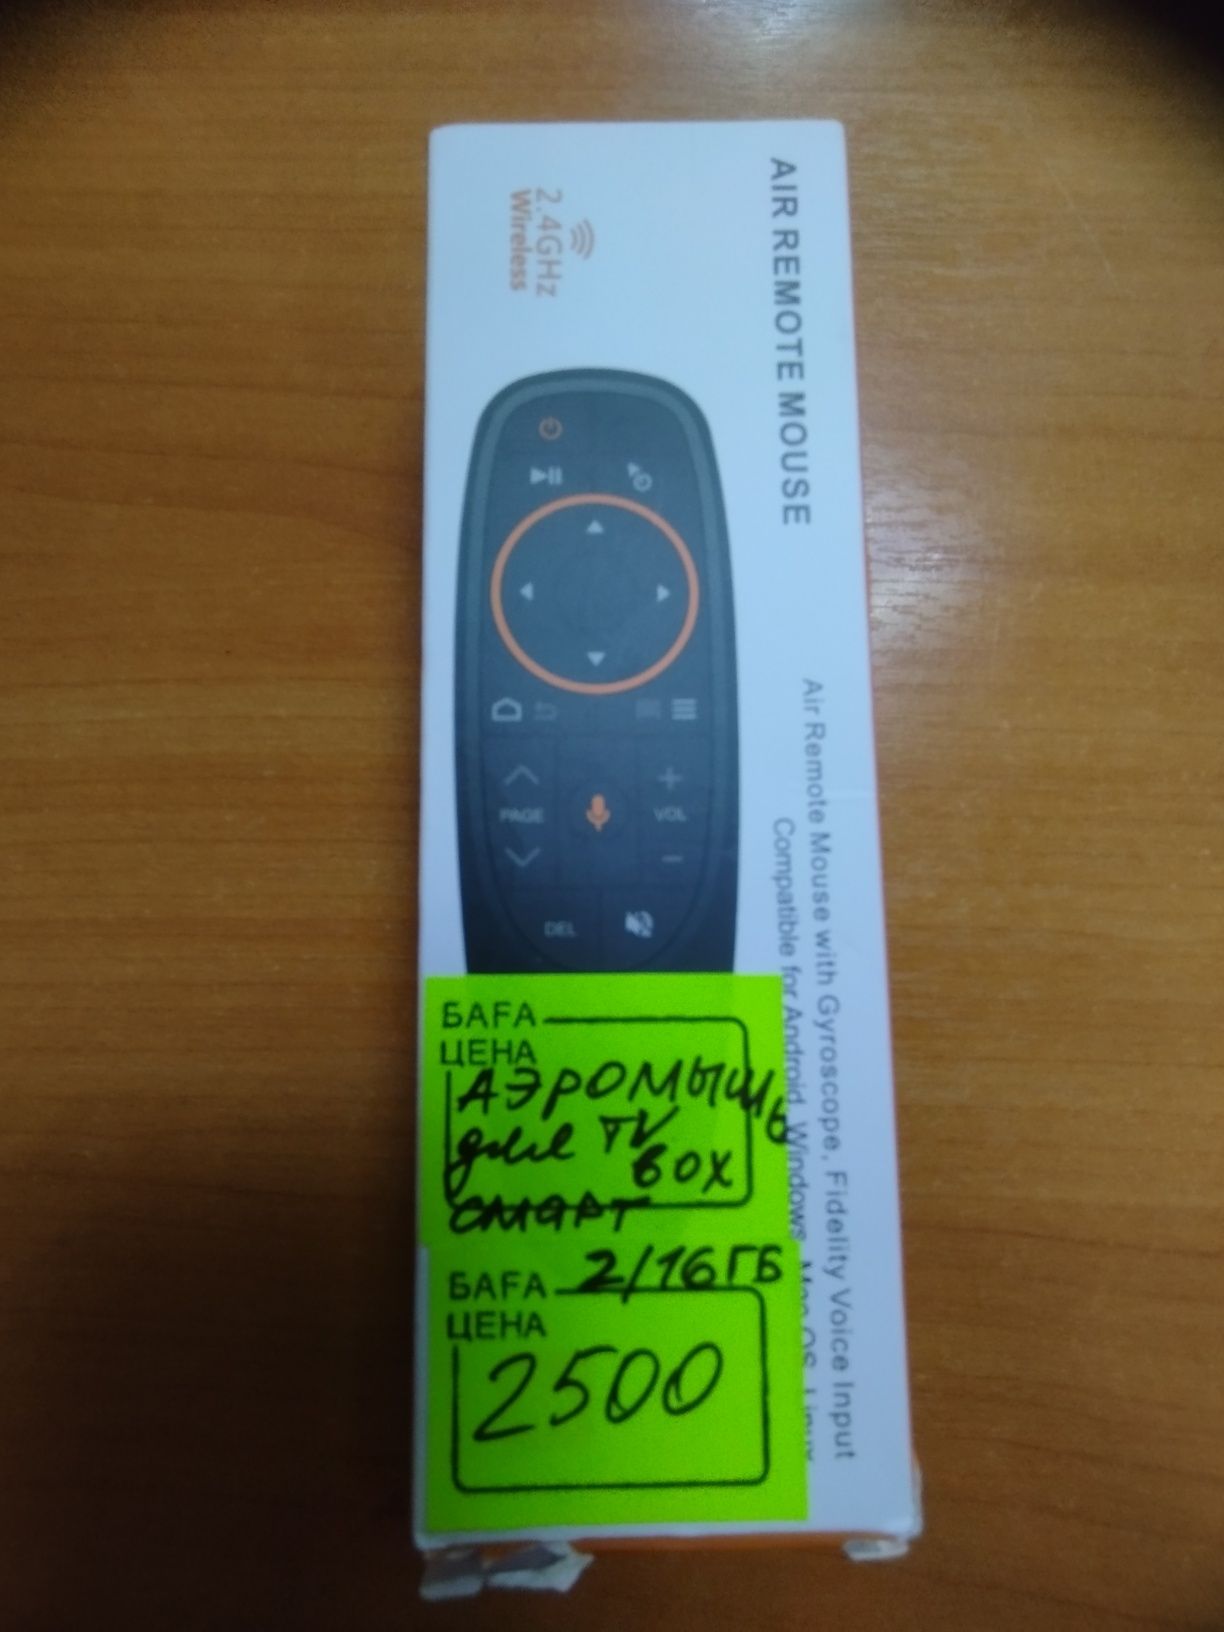 AIR REMOTE MOUSE
2.4GHz
Wireless
Air Remote Mouse with Gyroscope, Fidelity Voice Input
Compatible for Android, Windows, Mac OS, Linux
PAGE
VOL
DEL
БАҒА
ЦЕНА
АЭРОМЫШЬ
для TV
BOX
СМАРТ
БАҒА 2/16ГБ
ЦЕНА
2500